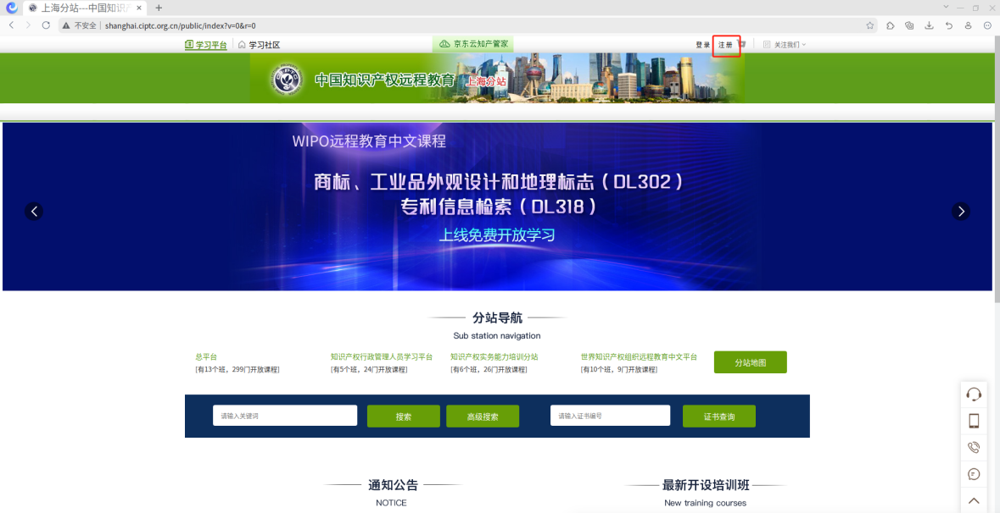 上海分站---中国知识产
不安全 shanghai.ciptc.org.cn/public/index?v=0&r=0
学习平台 学习社区 京东云知产管家 登录 注册 关注我们
中国知识产权远程教育 上海分站
WIPO远程教育中文课程
商标、工业品外观设计和地理标志(DL302)
专利信息检索(DL318)
上线免费开放学习
分站导航
Sub station navigation
总平台 知识产权行政管理人员学习平台 知识产权实务能力培训分站 世界知识产权组织远程教育中文平台 分站地图
[有13个班，299门开放课程] [有5个班，24门开放课程] [有6个班，26门开放课程] [有10个班，9门开放课程]
请输入关键词 搜索 高级搜索 请输入证书编号 证书查询
通知公告 最新开设培训班
NOTICE New training courses